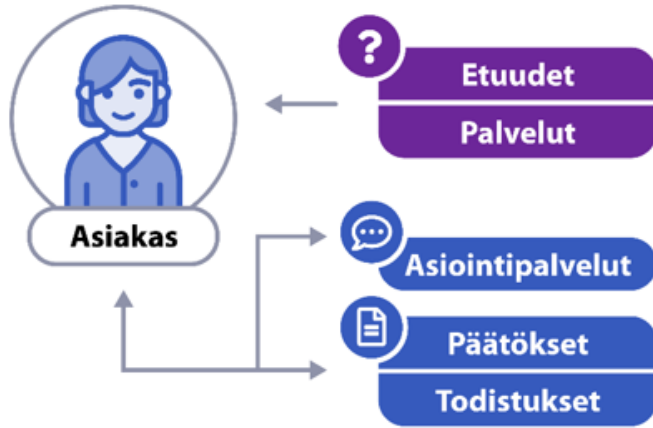 ?
Etuudet
Palvelut
Asiakas
Asiointipalvelut
Päätökset
Todistukset